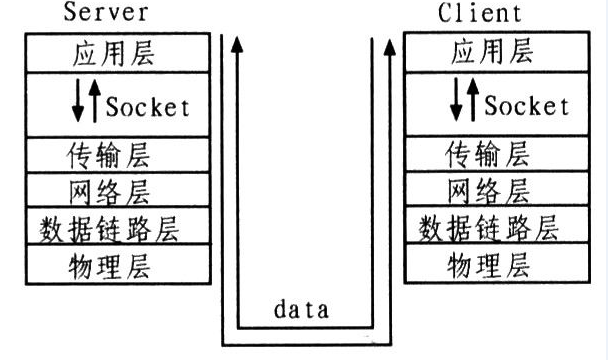 Server
应用层
Socket
传输层
网络层
数据链路层
物理层
Client
应用层
Socket
传输层
网络层
数据链路层
物理层
data